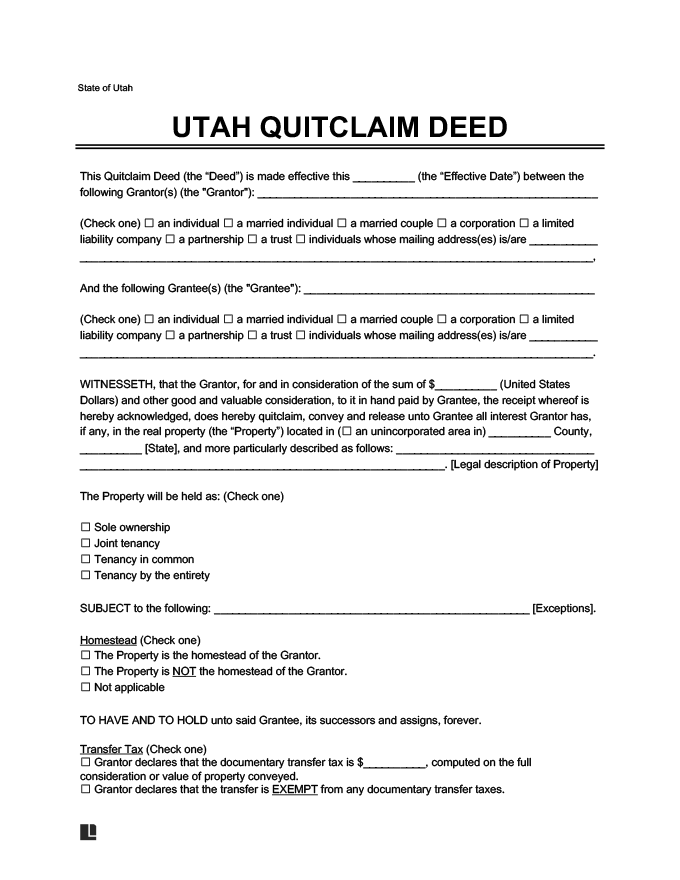 State of Utah
UTAH QUITCLAIM DEED
This Quitclaim Deed (the “Deed”) is made effective this __________ (the “Effective Date”) between the
following Grantor(s) (the "Grantor"): _______________________________________________________
(Check one) ☐ an individual ☐ a married individual ☐ a married couple ☐ a corporation ☐ a limited
liability company ☐ a partnership ☐ a trust ☐ individuals whose mailing address(es) is/are ___________
___________________________________________________________________________________,
And the following Grantee(s) (the "Grantee"): _______________________________________________
(Check one) ☐ an individual ☐ a married individual ☐ a married couple ☐ a corporation ☐ a limited
liability company ☐ a partnership ☐ a trust ☐ individuals whose mailing address(es) is/are ___________
___________________________________________________________________________________.
WITNESSETH, that the Grantor, for and in consideration of the sum of $__________ (United States
Dollars) and other good and valuable consideration, to it in hand paid by Grantee, the receipt whereof is
hereby acknowledged, does hereby quitclaim, convey and release unto Grantee all interest Grantor has,
if any, in the real property (the “Property”) located in (☐ an unincorporated area in) __________ County,
__________ [State], and more particularly described as follows: ________________________________
___________________________________________________________. [Legal description of Property]
The Property will be held as: (Check one)
☐ Sole ownership
☐ Joint tenancy
☐ Tenancy in common
☐ Tenancy by the entirety
SUBJECT to the following: ___________________________________________________ [Exceptions].
Homestead (Check one)
☐ The Property is the homestead of the Grantor.
☐ The Property is NOT the homestead of the Grantor.
☐ Not applicable
TO HAVE AND TO HOLD unto said Grantee, its successors and assigns, forever.
Transfer Tax (Check one)
☐ Grantor declares that the documentary transfer tax is $__________, computed on the full
consideration or value of property conveyed.
☐ Grantor declares that the transfer is EXEMPT from any documentary transfer taxes.